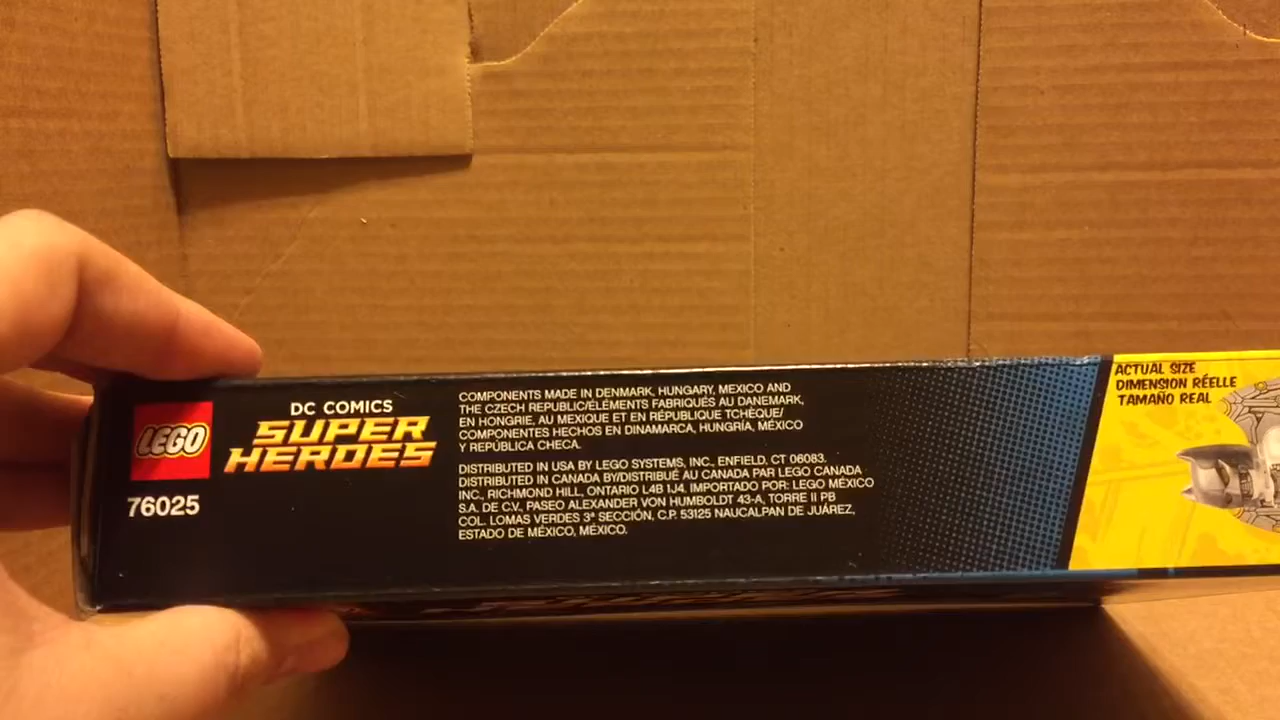 LEGO
76025
DC COMICS
SUPER
HEROES
COMPONENTS MADE IN DENMARK, HUNGARY, MEXICO AND
THE CZECH REPUBLIC/ÉLÉMENTS FABRIQUÉS AU DANEMARK,
EN HONGRIE, AU MEXIQUE ET EN RÉPUBLIQUE TCHÈQUE/
COMPONENTES HECHOS EN DINAMARCA, HUNGRÍA, MÉXICO
Y REPÚBLICA CHECA.
DISTRIBUTED IN USA BY LEGO SYSTEMS, INC., ENFIELD, CT 06083.
DISTRIBUTED IN CANADA BY/DISTRIBUÉ AU CANADA PAR LEGO CANADA
INC., RICHMOND HILL, ONTARIO L4B 1J4. IMPORTADO POR: LEGO MÉXICO
S.A. DE C.V., PASEO ALEXANDER VON HUMBOLDT 43-A, TORRE II PB
COL. LOMAS VERDES 3ª SECCIÓN, C.P. 53125 NAUCALPAN DE JUÁREZ,
ESTADO DE MÉXICO, MÉXICO.
ACTUAL SIZE
DIMENSION RÉELLE
TAMAÑO REAL